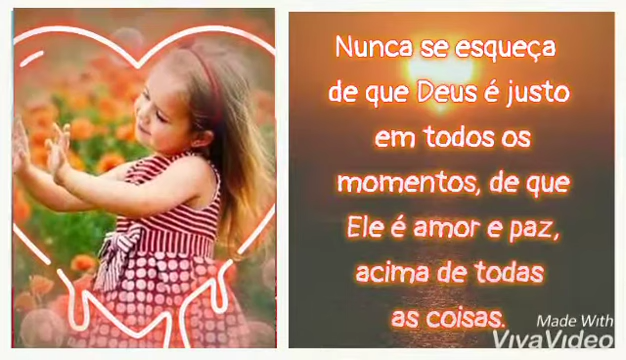 Nunca se esqueça
de que Deus é justo
em todos os
momentos, de que
Ele é amor e paz,
acima de todas
as coisas.
Made With
VivaVideo